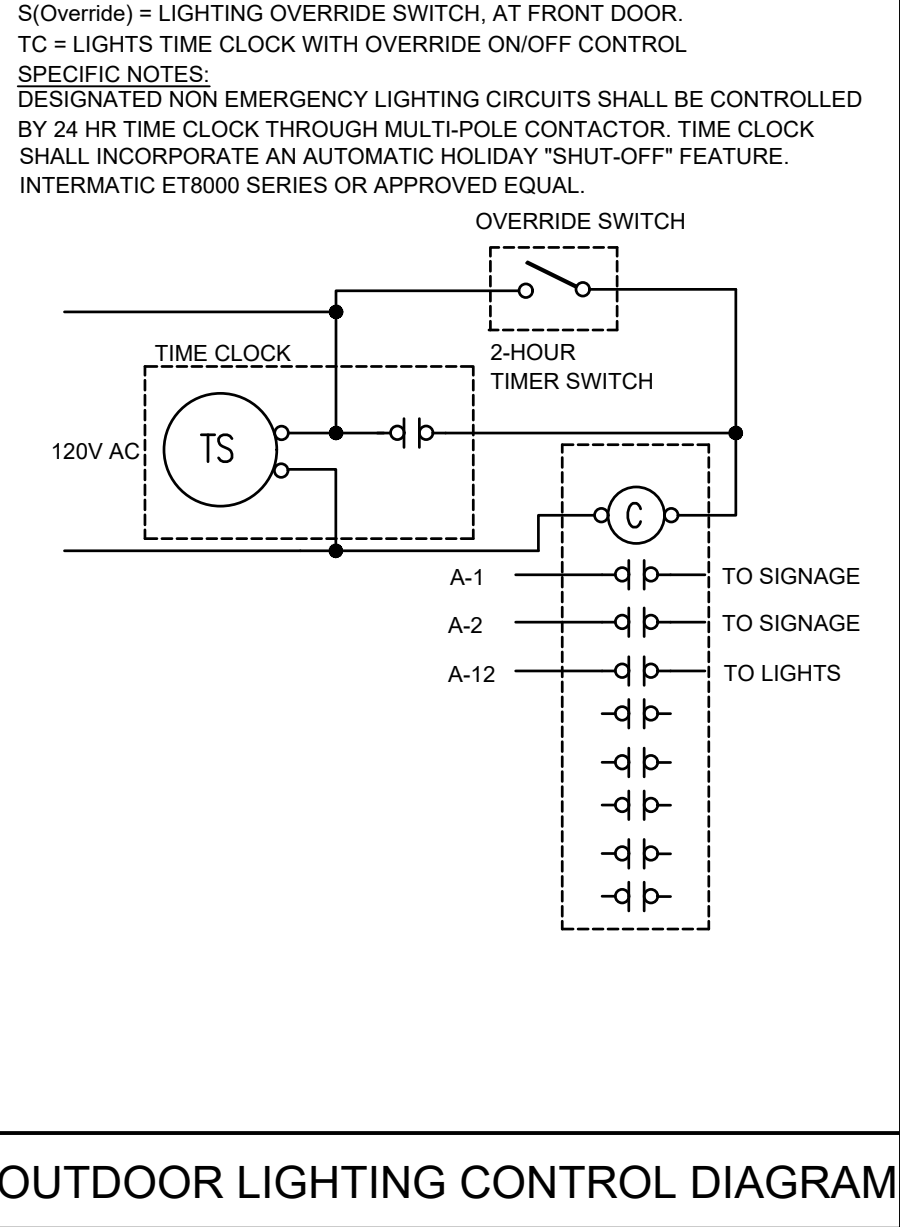 S(Override) = LIGHTING OVERRIDE SWITCH, AT FRONT DOOR.
TC = LIGHTS TIME CLOCK WITH OVERRIDE ON/OFF CONTROL
SPECIFIC NOTES:
DESIGNATED NON EMERGENCY LIGHTING CIRCUITS SHALL BE CONTROLLED
BY 24 HR TIME CLOCK THROUGH MULTI-POLE CONTACTOR. TIME CLOCK
SHALL INCORPORATE AN AUTOMATIC HOLIDAY "SHUT-OFF" FEATURE.
INTERMATIC ET8000 SERIES OR APPROVED EQUAL.
OVERRIDE SWITCH
2-HOUR
TIMER SWITCH
TIME CLOCK
TS
120V AC
C
A-1 TO SIGNAGE
A-2 TO SIGNAGE
A-12 TO LIGHTS
OUTDOOR LIGHTING CONTROL DIAGRAM